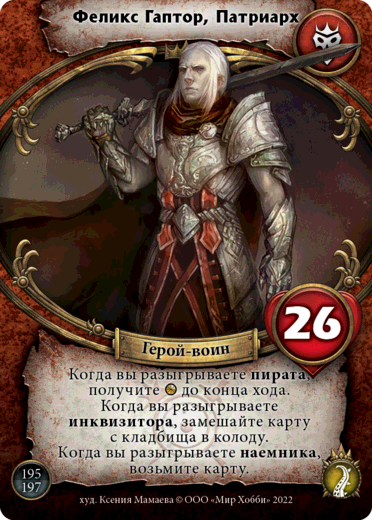 Феликс Гаптор, Патриарх
26
Герой-воин
Когда вы разыгрываете пирата,
получите до конца хода.
Когда вы разыгрываете
инквизитора, замешайте карту
с кладбища в колоду.
Когда вы разыгрываете наемника,
возьмите карту.
195
197
худ. Ксения Мамаева © ООО «Мир Хобби» 2022